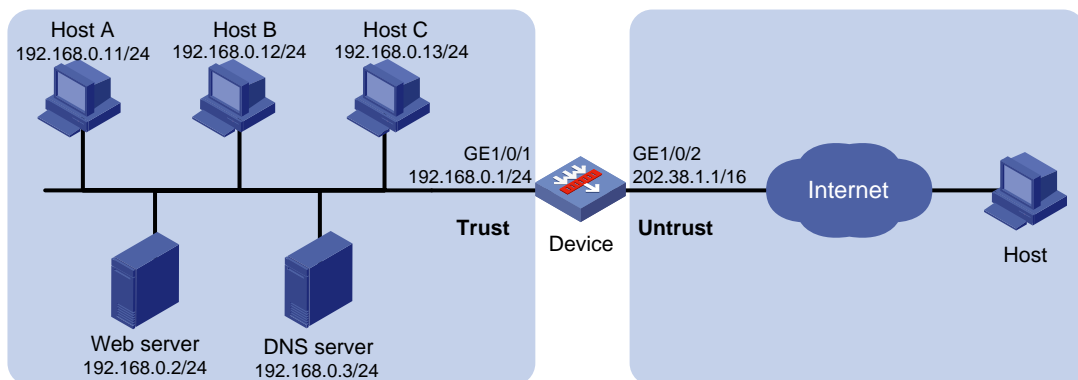 Host A
192.168.0.11/24
Host B
192.168.0.12/24
Host C
192.168.0.13/24
GE1/0/1
192.168.0.1/24
GE1/0/2
202.38.1.1/16
Internet
Trust
Device
Untrust
Host
Web server
192.168.0.2/24
DNS server
192.168.0.3/24